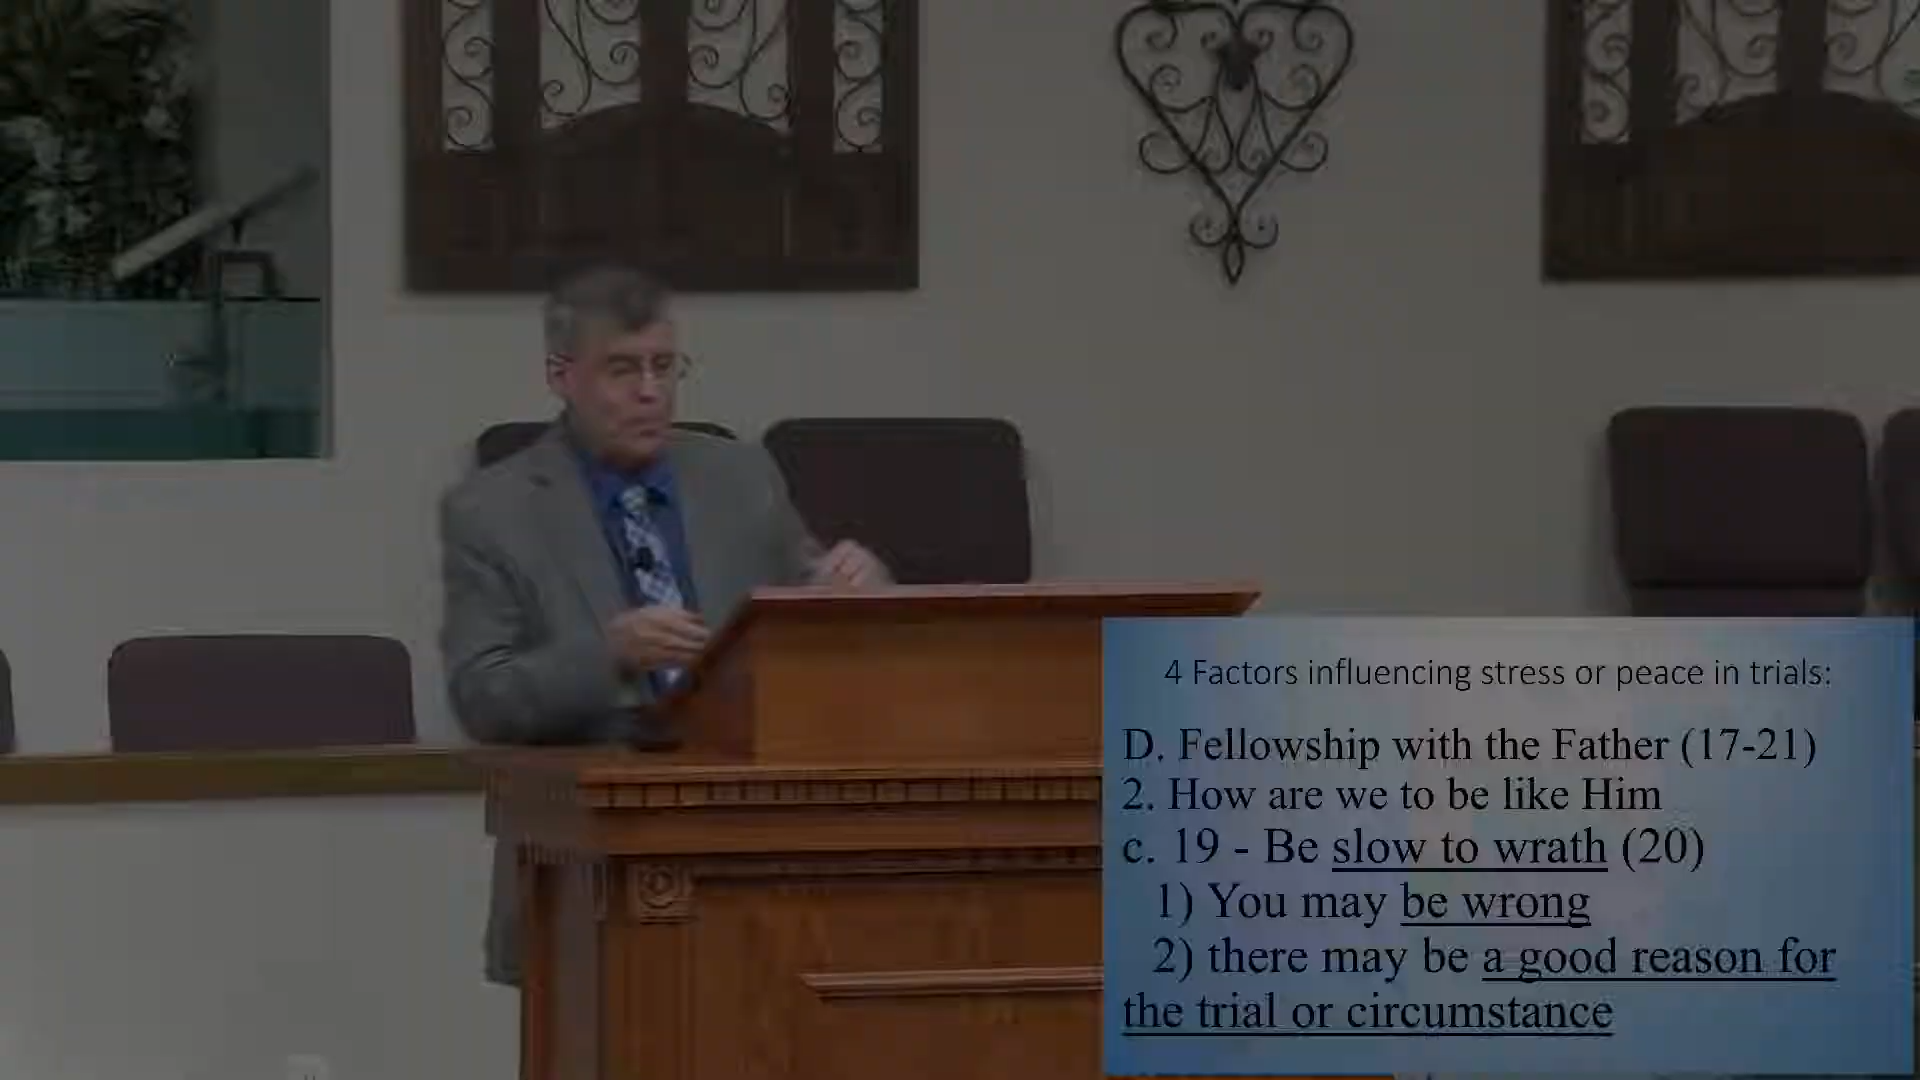 4 Factors influencing stress or peace in trials:
D. Fellowship with the Father (17-21)
2. How are we to be like Him
c. 19 - Be slow to wrath (20)
1) You may be wrong
2) there may be a good reason for
the trial or circumstance